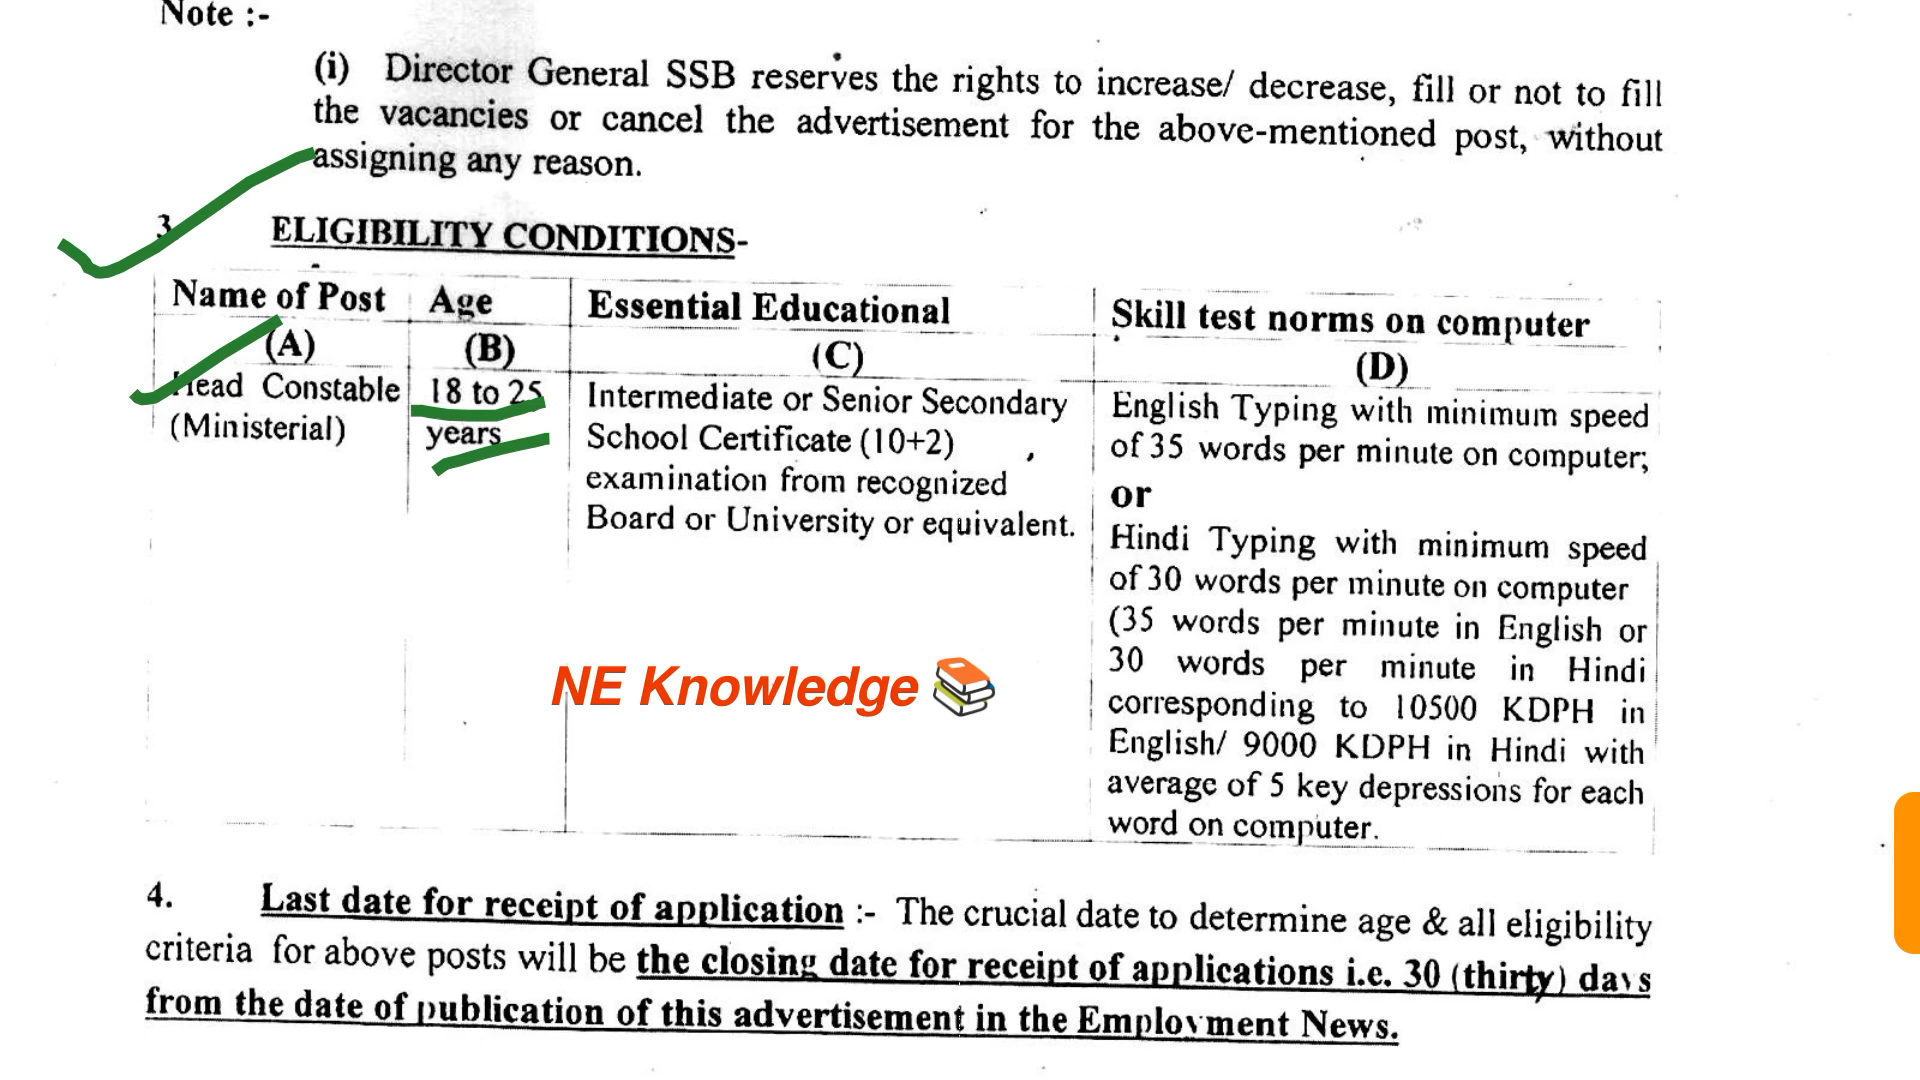 Note :-
(i) Director General SSB reserves the rights to increase/ decrease, fill or not to fill
the vacancies or cancel the advertisement for the above-mentioned post, without
assigning any reason.
3 ELIGIBILITY CONDITIONS-
Name of Post
(A)
Age
(B)
Essential Educational
(C)
Skill test norms on computer
(D)
Head Constable
(Ministerial)
18 to 25
years
Intermediate or Senior Secondary
School Certificate (10+2)
examination from recognized
Board or University or equivalent.
English Typing with minimum speed
of 35 words per minute on computer;
or
Hindi Typing with minimum speed
of 30 words per minute on computer
(35 words per minute in English or
30 words per minute in Hindi
corresponding to 10500 KDPH in
English/ 9000 KDPH in Hindi with
average of 5 key depressions for each
word on computer.
NE Knowledge
4. Last date for receipt of application :- The crucial date to determine age & all eligibility
criteria for above posts will be the closing date for receipt of applications i.e. 30 (thirty) days
from the date of publication of this advertisement in the Employment News.